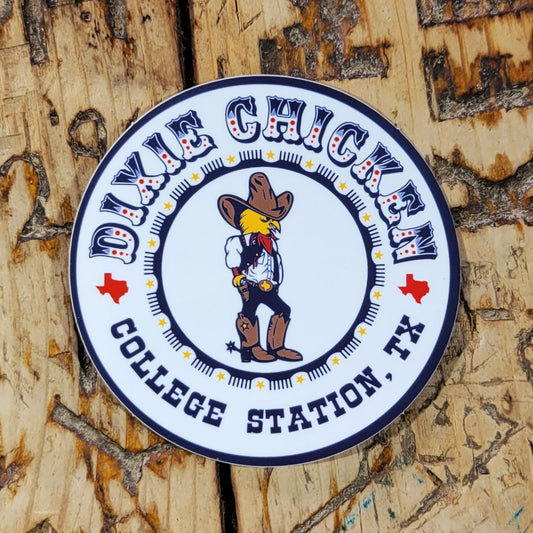 DIXIE CHICKEN
COLLEGE STATION, TX